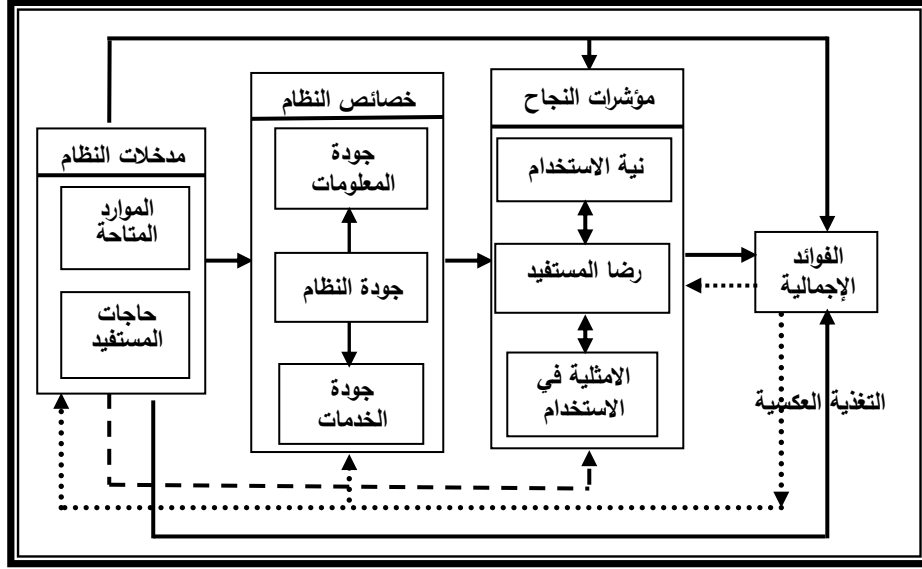 مدخلات النظام
الموارد
المتاحة
حاجات
المستفيد
خصائص النظام
جودة
المعلومات
جودة النظام
جودة
الخدمات
مؤشرات النجاح
نية الاستخدام
رضا المستفيد
الامثلية في
الاستخدام
الفوائد
الإجمالية
التغذية العكسية